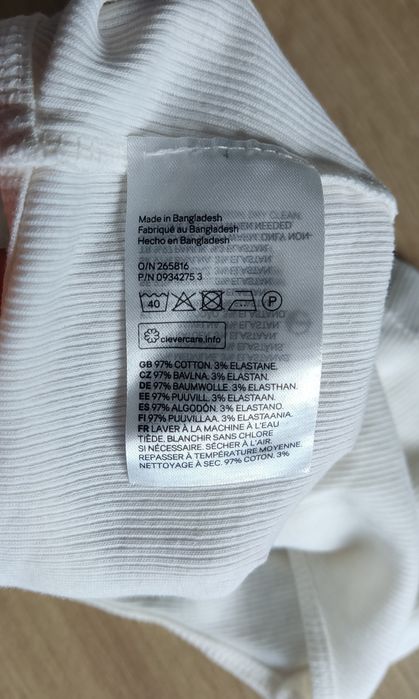 Made in Bangladesh
Fabriqué au Bangladesh
Hecho en Bangladesh
O/N 265816
P/N 0934275 3
40 P
clevercare.info
GB 97% COTTON. 3% ELASTANE.
CZ 97% BAVLNA. 3% ELASTAN.
DE 97% BAUMWOLLE. 3% ELASTHAN.
EE 97% PUUVILL. 3% ELASTAAN.
ES 97% ALGODÓN. 3% ELASTANO.
FI 97% PUUVILLAA. 3% ELASTAANIA.
FR LAVER À LA MACHINE À L'EAU
TIÈDE. BLANCHIR SANS CHLORE
SI NÉCESSAIRE. SÉCHER À L'AIR.
REPASSER À TEMPÉRATURE MOYENNE.
NETTOYAGE À SEC. 97% COTON. 3%